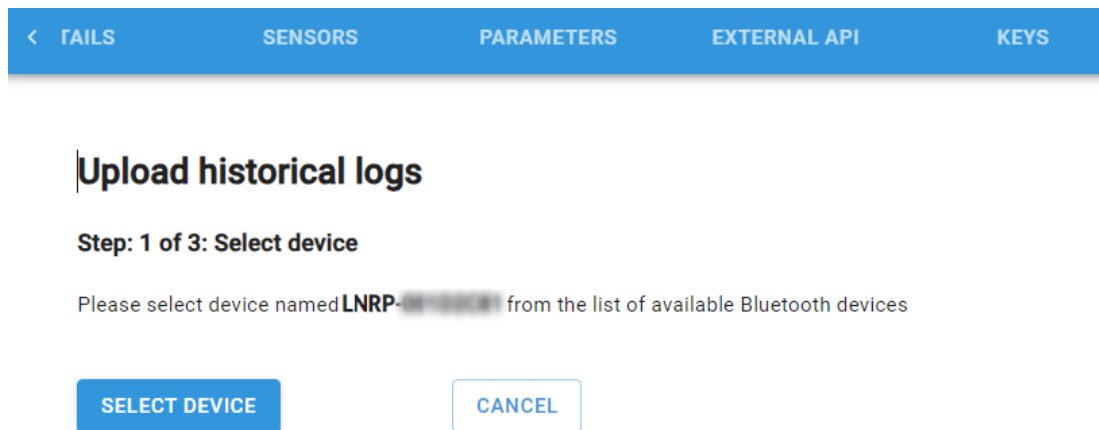 < TAILS SENSORS PARAMETERS EXTERNAL API KEYS
Upload historical logs
Step: 1 of 3: Select device
Please select device named LNRP- from the list of available Bluetooth devices
SELECT DEVICE CANCEL